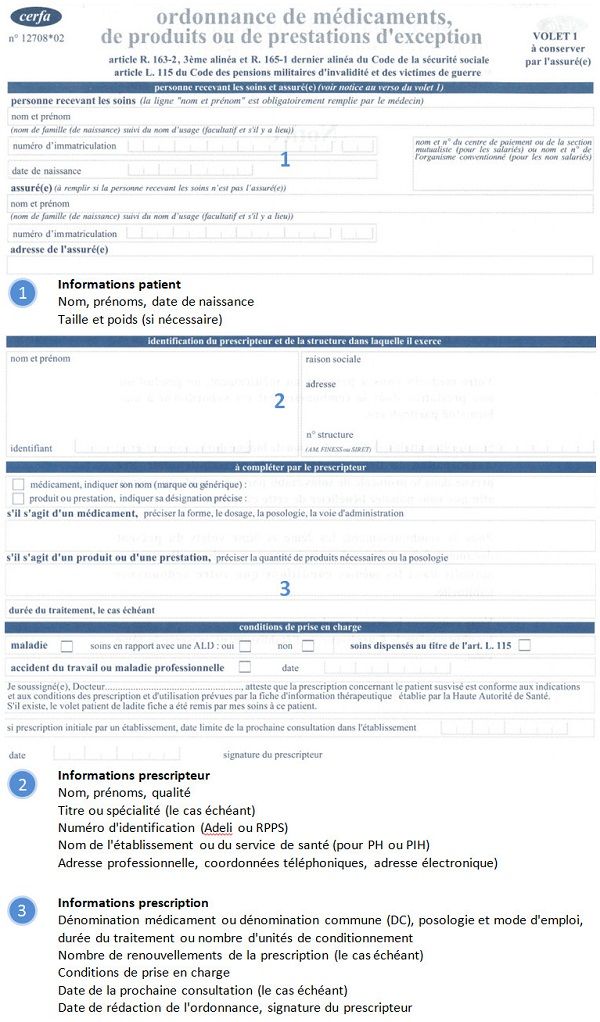 cerfa
n° 12708*02
ordonnance de médicaments,
de produits ou de prestations d'exception
article R. 163-2, 3ème alinéa et R. 165-1 dernier alinéa du Code de la sécurité sociale
article L. 115 du Code des pensions militaires d'invalidité et des victimes de guerre
VOLET 1
à conserver
par l'assuré(e)
personne recevant les soins et assuré(e) (voir notice au verso du volet 1)
personne recevant les soins (la ligne "nom et prénom" est obligatoirement remplie par le médecin)
nom et prénom
(nom de famille (de naissance) suivi du nom d'usage (facultatif et s'il y a lieu))
numéro d'immatriculation
1
nom et n° du centre de paiement ou de la section
mutualiste (pour les salariés) ou nom et n° de
l'organisme conventionné (pour les non salariés)
date de naissance
assuré(e) (à remplir si la personne recevant les soins n'est pas l'assuré(e))
nom et prénom
(nom de famille (de naissance) suivi du nom d'usage (facultatif et s'il y a lieu))
numéro d'immatriculation
adresse de l'assuré(e)
1
Informations patient
Nom, prénoms, date de naissance
Taille et poids (si nécessaire)
identification du prescripteur et de la structure dans laquelle il exerce
nom et prénom
raison sociale
adresse
2
n° structure
identifiant
(AM, FINESS ou SIRET)
à compléter par le prescripteur
médicament, indiquer son nom (marque ou générique) :
produit ou prestation, indiquer sa désignation précise :
s'il s'agit d'un médicament, préciser la forme, le dosage, la posologie, la voie d'administration
s'il s'agit d'un produit ou d'une prestation, préciser la quantité de produits nécessaires ou la posologie
3
durée du traitement, le cas échéant
conditions de prise en charge
maladie soins en rapport avec une ALD : oui non soins dispensés au titre de l'art. L. 115
accident du travail ou maladie professionnelle date
Je soussigné(e), Docteur................................................, atteste que la prescription concernant le patient susvisé est conforme aux indications
et aux conditions des prescription et d'utilisation prévues par la fiche d'information thérapeutique établie par la Haute Autorité de Santé.
S'il existe, le volet patient de ladite fiche a été remis par mes soins à ce patient.
si prescription initiale par un établissement, date limite de la prochaine consultation dans l'établissement
date signature du prescripteur
2
Informations prescripteur
Nom, prénoms, qualité
Titre ou spécialité (le cas échéant)
Numéro d'identification (Adeli ou RPPS)
Nom de l'établissement ou du service de santé (pour PH ou PIH)
Adresse professionnelle, coordonnées téléphoniques, adresse électronique)
3
Informations prescription
Dénomination médicament ou dénomination commune (DC), posologie et mode d'emploi,
durée du traitement ou nombre d'unités de conditionnement
Nombre de renouvellements de la prescription (le cas échéant)
Conditions de prise en charge
Date de la prochaine consultation (le cas échéant)
Date de rédaction de l'ordonnance, signature du prescripteur